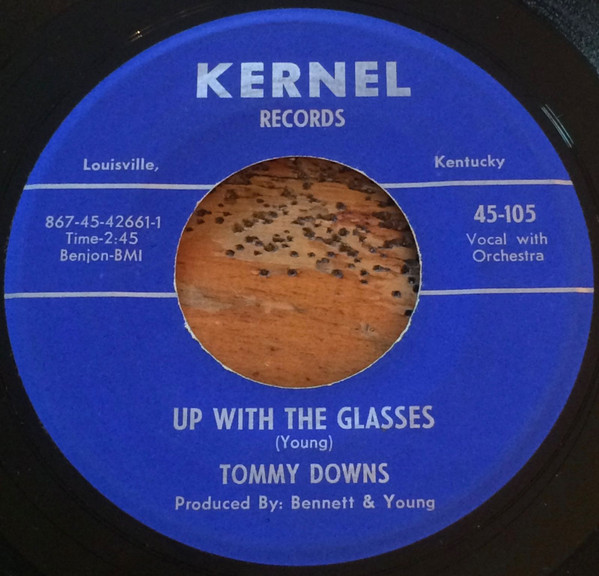 KERNEL
RECORDS
Louisville, Kentucky
867-45-42661-1
Time-2:45
Benjon-BMI
45-105
Vocal with
Orchestra
UP WITH THE GLASSES
(Young)
TOMMY DOWNS
Produced By: Bennett & Young